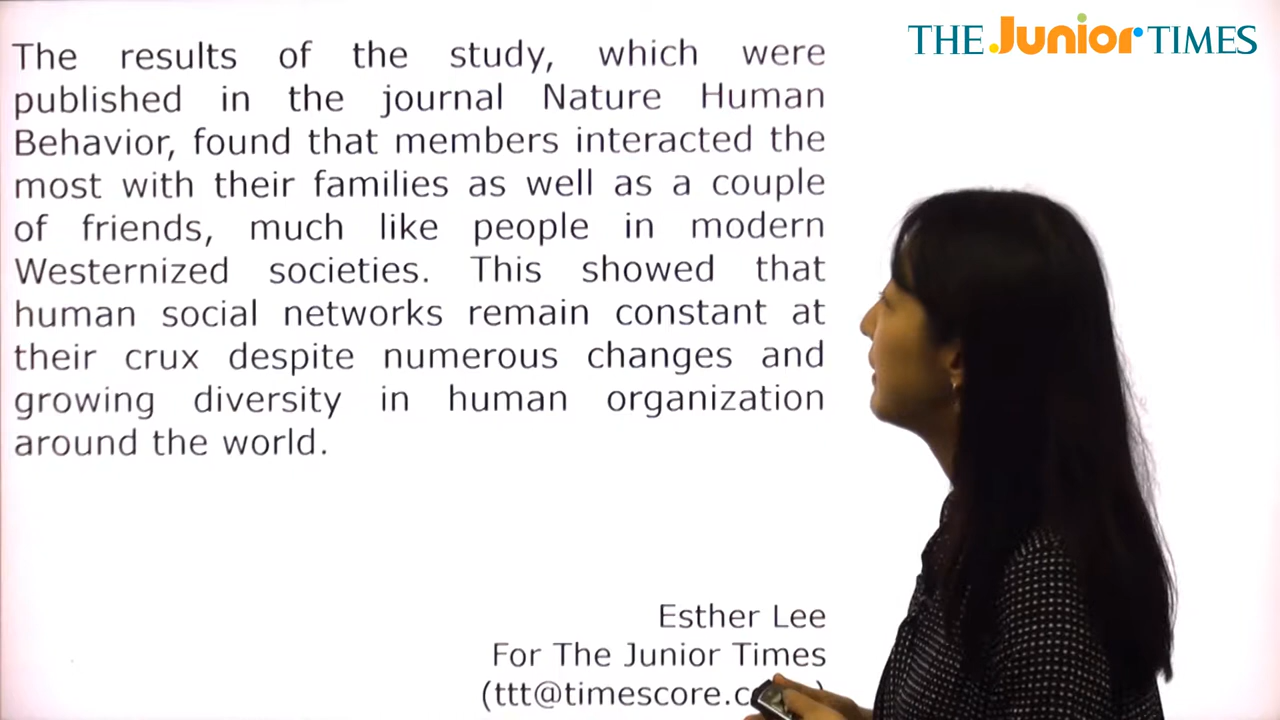 THE Junior TIMES
The results of the study, which were
published in the journal Nature Human
Behavior, found that members interacted the
most with their families as well as a couple
of friends, much like people in modern
Westernized societies. This showed that
human social networks remain constant at
their crux despite numerous changes and
growing diversity in human organization
around the world.
Esther Lee
For The Junior Times